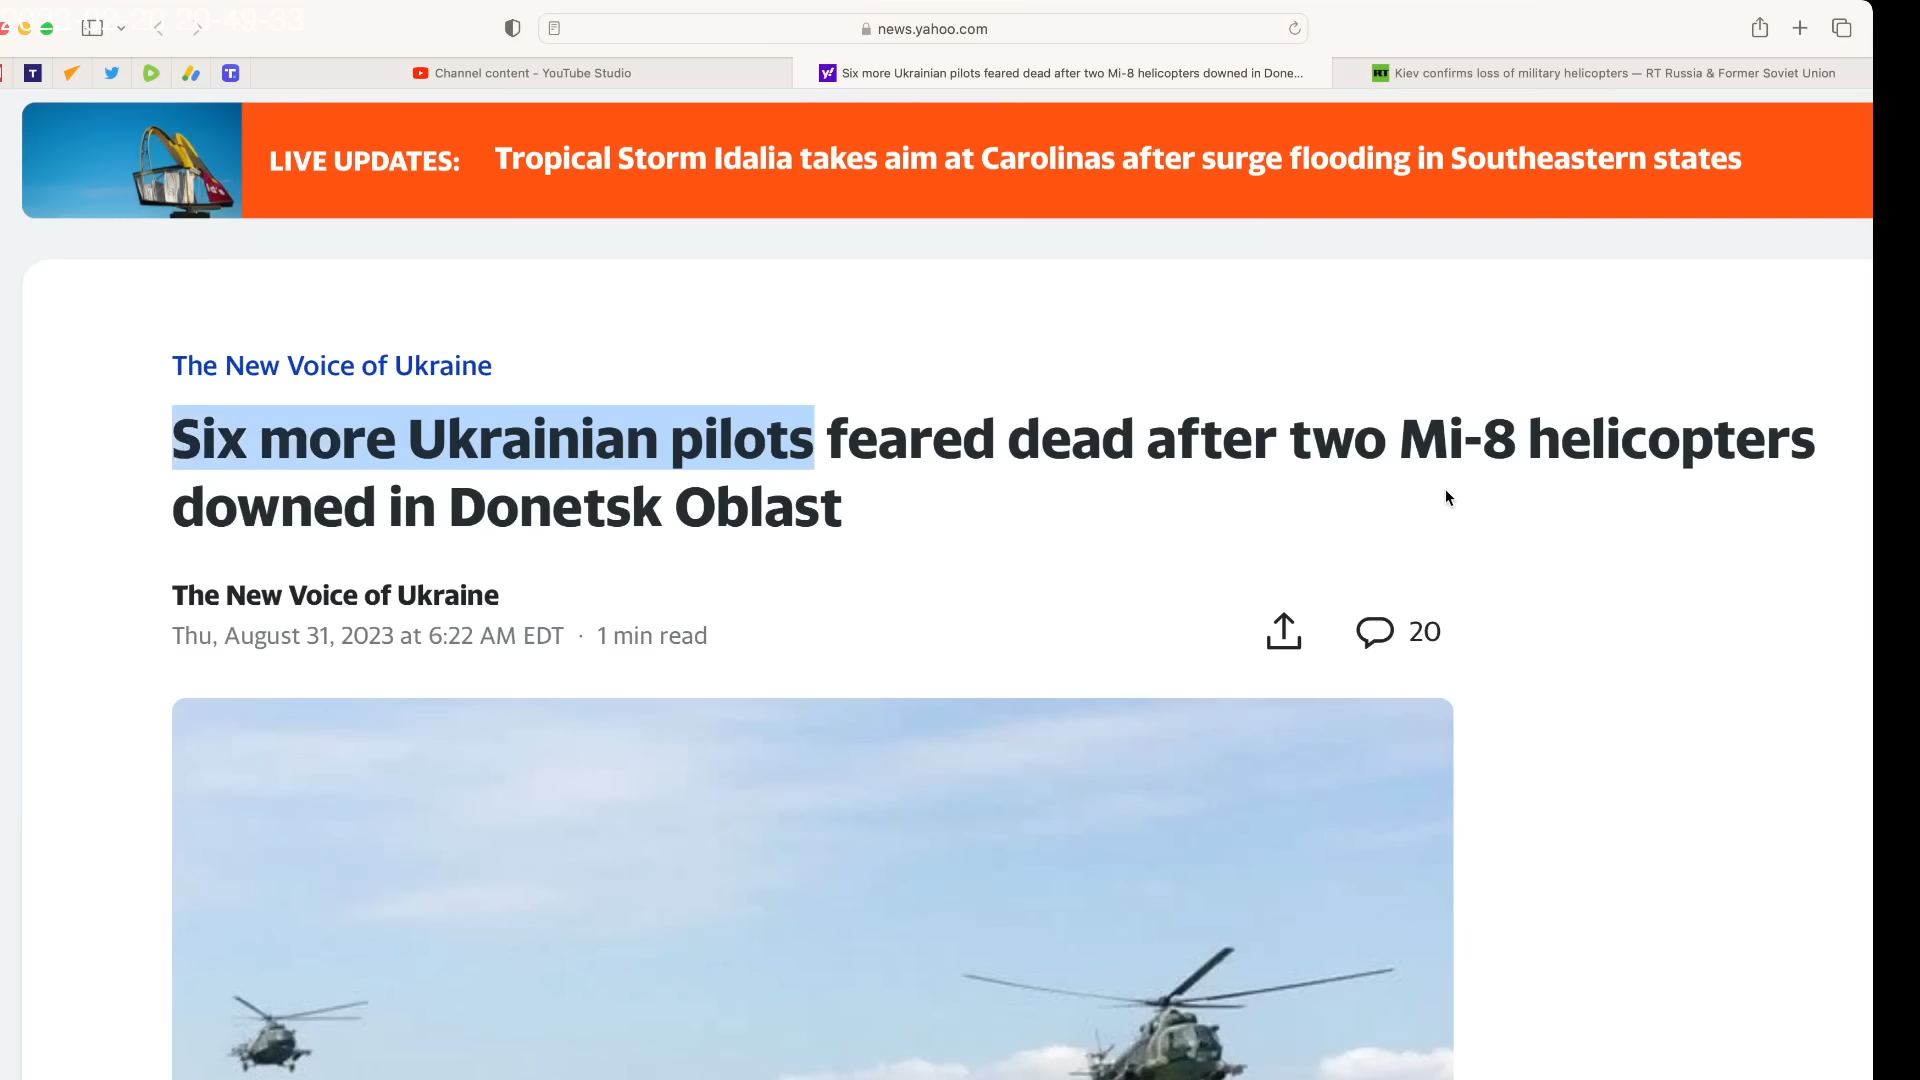 20-49-33
news.yahoo.com
T
T.
Channel content - YouTube Studio
y!
Six more Ukrainian pilots feared dead after two Mi-8 helicopters downed in Done...
RT
Kiev confirms loss of military helicopters — RT Russia & Former Soviet Union
LIVE UPDATES: Tropical Storm Idalia takes aim at Carolinas after surge flooding in Southeastern states
The New Voice of Ukraine
Six more Ukrainian pilots feared dead after two Mi-8 helicopters
downed in Donetsk Oblast
The New Voice of Ukraine
Thu, August 31, 2023 at 6:22 AM EDT · 1 min read
20